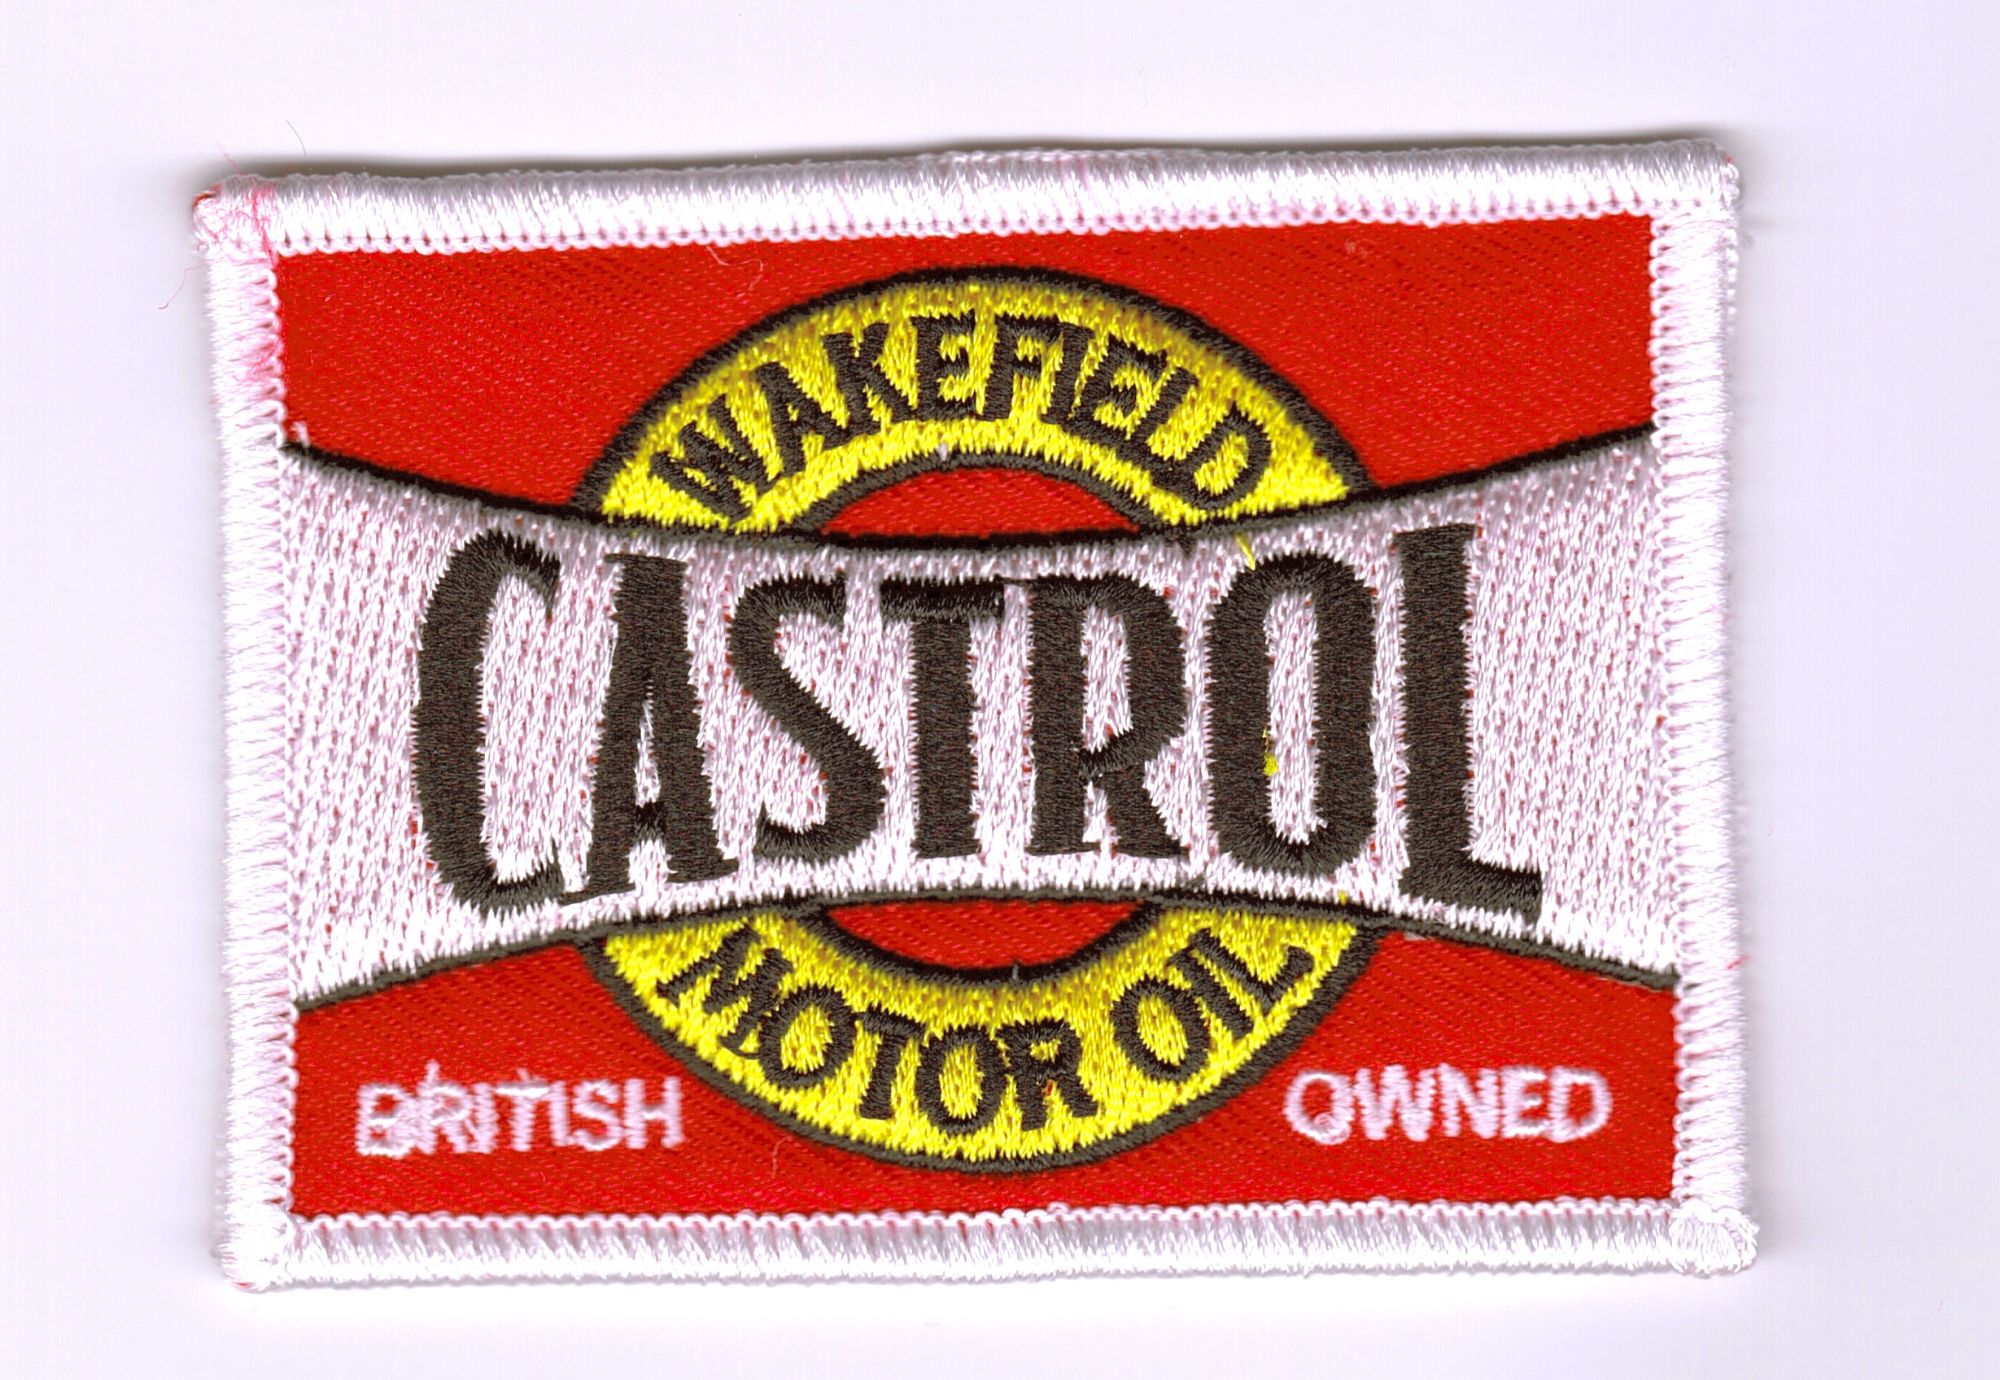 WAKEFIELD
CASTROL
MOTOR OIL
BRITISH OWNED